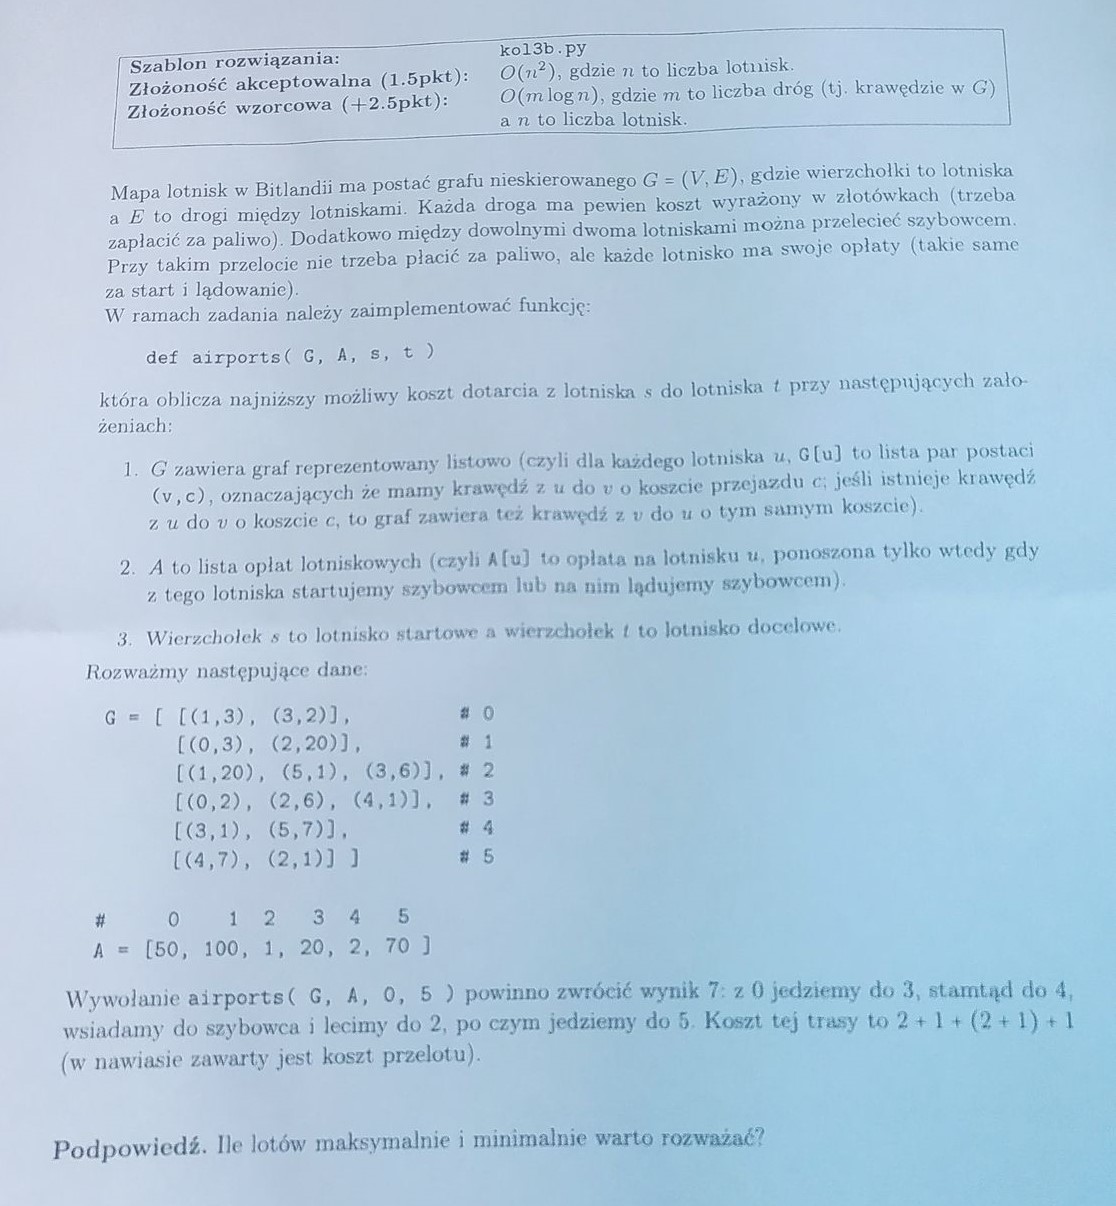 Szablon rozwiązania: kol3b.py
Złożoność akceptowalna (1.5pkt): O(n²), gdzie n to liczba lotnisk.
Złożoność wzorcowa (+2.5pkt): O(m log n), gdzie m to liczba dróg (tj. krawędzie w G)
a n to liczba lotnisk.
Mapa lotnisk w Bitlandii ma postać grafu nieskierowanego G = (V, E), gdzie wierzchołki to lotniska
a E to drogi między lotniskami. Każda droga ma pewien koszt wyrażony w złotówkach (trzeba
zapłacić za paliwo). Dodatkowo między dowolnymi dwoma lotniskami można przelecieć szybowcem.
Przy takim przelocie nie trzeba płacić za paliwo, ale każde lotnisko ma swoje opłaty (takie same
za start i lądowanie).
W ramach zadania należy zaimplementować funkcję:
def airports( G, A, s, t )
która oblicza najniższy możliwy koszt dotarcia z lotniska s do lotniska t przy następujących zało-
żeniach:
1. G zawiera graf reprezentowany listowo (czyli dla każdego lotniska u, G[u] to lista par postaci
(v,c), oznaczających że mamy krawędź z u do v o koszcie przejazdu c; jeśli istnieje krawędź
z u do v o koszcie c, to graf zawiera też krawędź z v do u o tym samym koszcie).
2. A to lista opłat lotniskowych (czyli A[u] to opłata na lotnisku u, ponoszona tylko wtedy gdy
z tego lotniska startujemy szybowcem lub na nim lądujemy szybowcem).
3. Wierzchołek s to lotnisko startowe a wierzchołek t to lotnisko docelowe.
Rozważmy następujące dane:
G = [ [(1,3), (3,2)], # 0
[(0,3), (2,20)], # 1
[(1,20), (5,1), (3,6)], # 2
[(0,2), (2,6), (4,1)], # 3
[(3,1), (5,7)], # 4
[(4,7), (2,1)] ] # 5
# 0 1 2 3 4 5
A = [50, 100, 1, 20, 2, 70 ]
Wywołanie airports( G, A, 0, 5 ) powinno zwrócić wynik 7: z 0 jedziemy do 3, stamtąd do 4,
wsiadamy do szybowca i lecimy do 2, po czym jedziemy do 5. Koszt tej trasy to 2 + 1 + (2 + 1) + 1
(w nawiasie zawarty jest koszt przelotu).
Podpowiedź. Ile lotów maksymalnie i minimalnie warto rozważać?